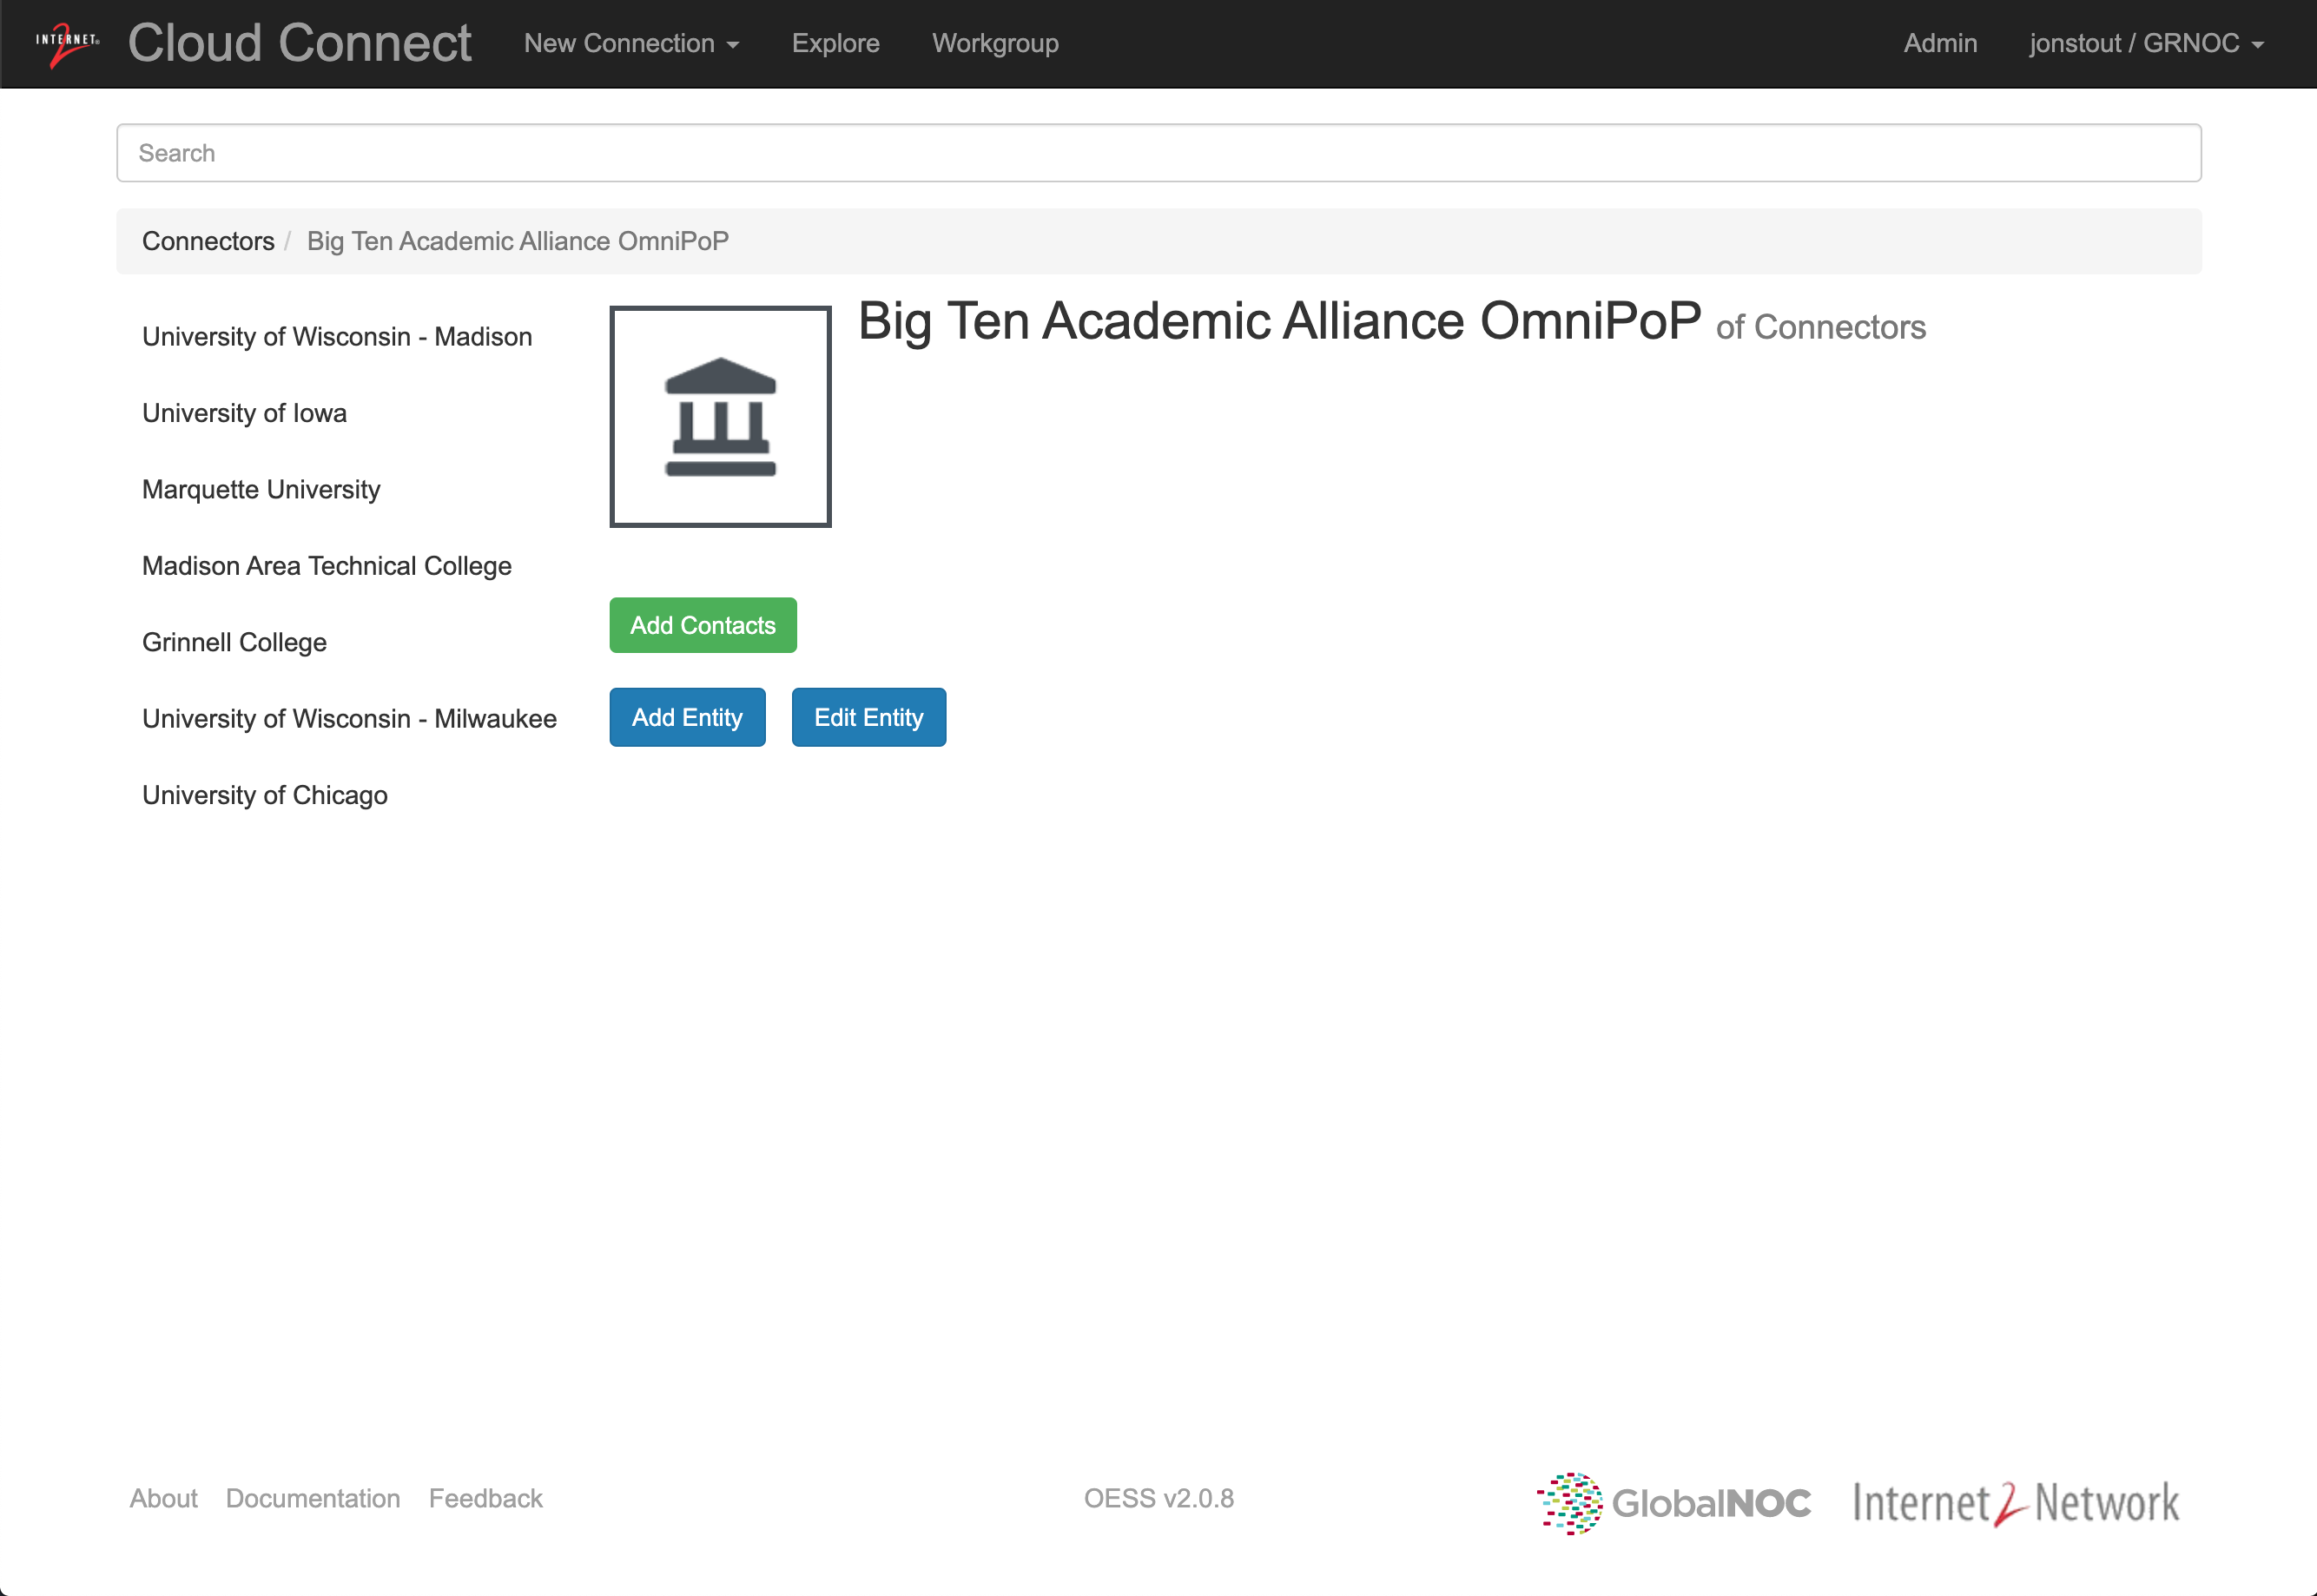 INTERNET 2 Cloud Connect New Connection Explore Workgroup Admin jonstout / GRNOC
Search
Connectors / Big Ten Academic Alliance OmniPoP
Big Ten Academic Alliance OmniPoP of Connectors
University of Wisconsin - Madison
University of Iowa
Marquette University
Madison Area Technical College
Grinnell College
University of Wisconsin - Milwaukee
University of Chicago
Add Contacts
Add Entity Edit Entity
About Documentation Feedback OESS v2.0.8 GlobalNOC Internet2 Network